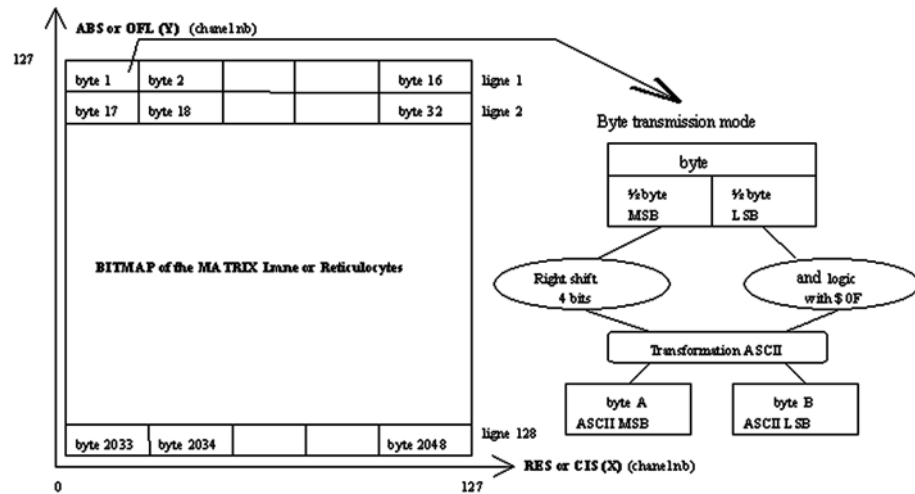 ABS or OFL (Y) (chanel nb)
127
byte 1 byte 2 byte 16 ligne 1
byte 17 byte 18 byte 32 ligne 2
Byte transmission mode
byte
½ byte MSB ½ byte LSB
BITMAP of the MATRIX Lmne or Reticulocytes
Right shift 4 bits
and logic with $ 0F
Transformation ASCII
byte A ASCII MSB
byte B ASCII LSB
byte 2033 byte 2034 byte 2048 ligne 128
RES or CIS (X) (chanel nb)
0 127